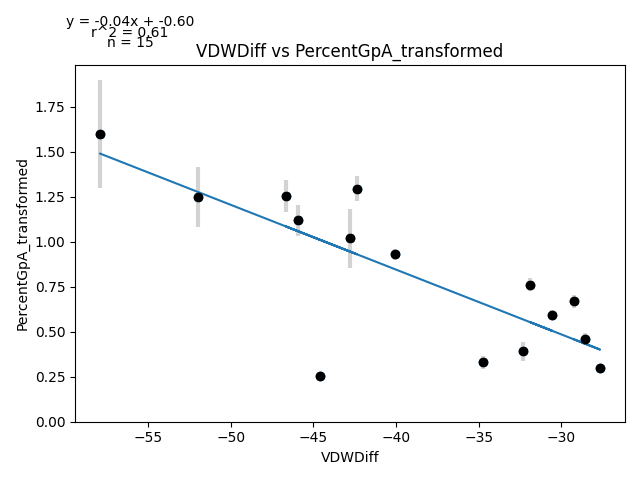 y = -0.04x + -0.60
r^2 = 0.61
n = 15
VDWDiff vs PercentGpA_transformed
1.75
1.50
1.25
1.00
0.75
0.50
0.25
0.00
PercentGpA_transformed
−55
−50
−45
−40
−35
−30
VDWDiff